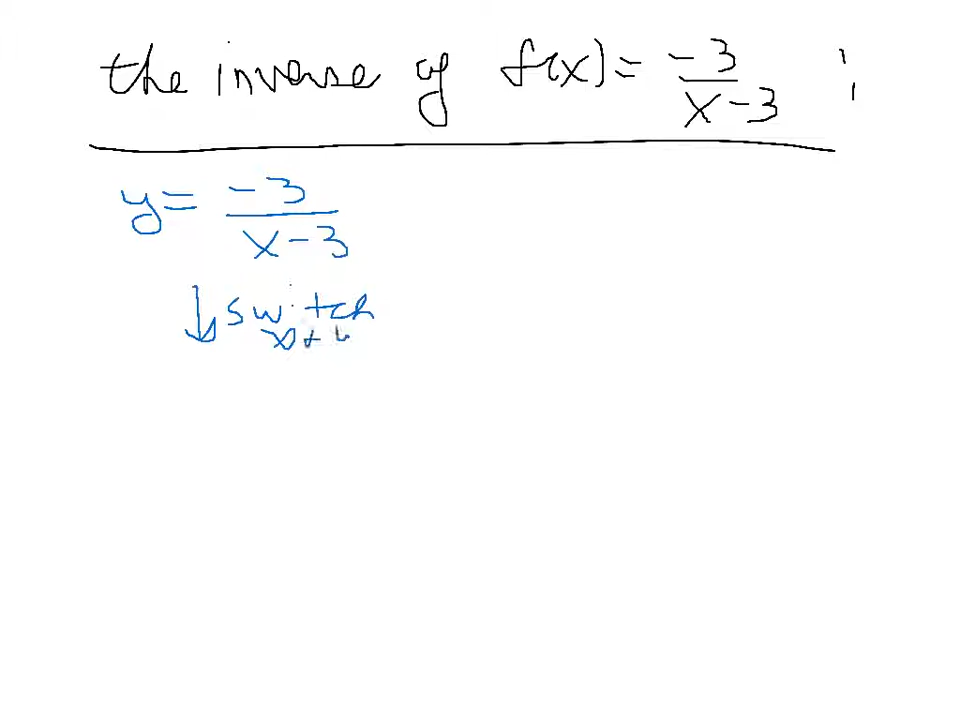 the inverse of f(x) = -3/(x-3) :
y = -3/(x-3)
↓ switch
x +